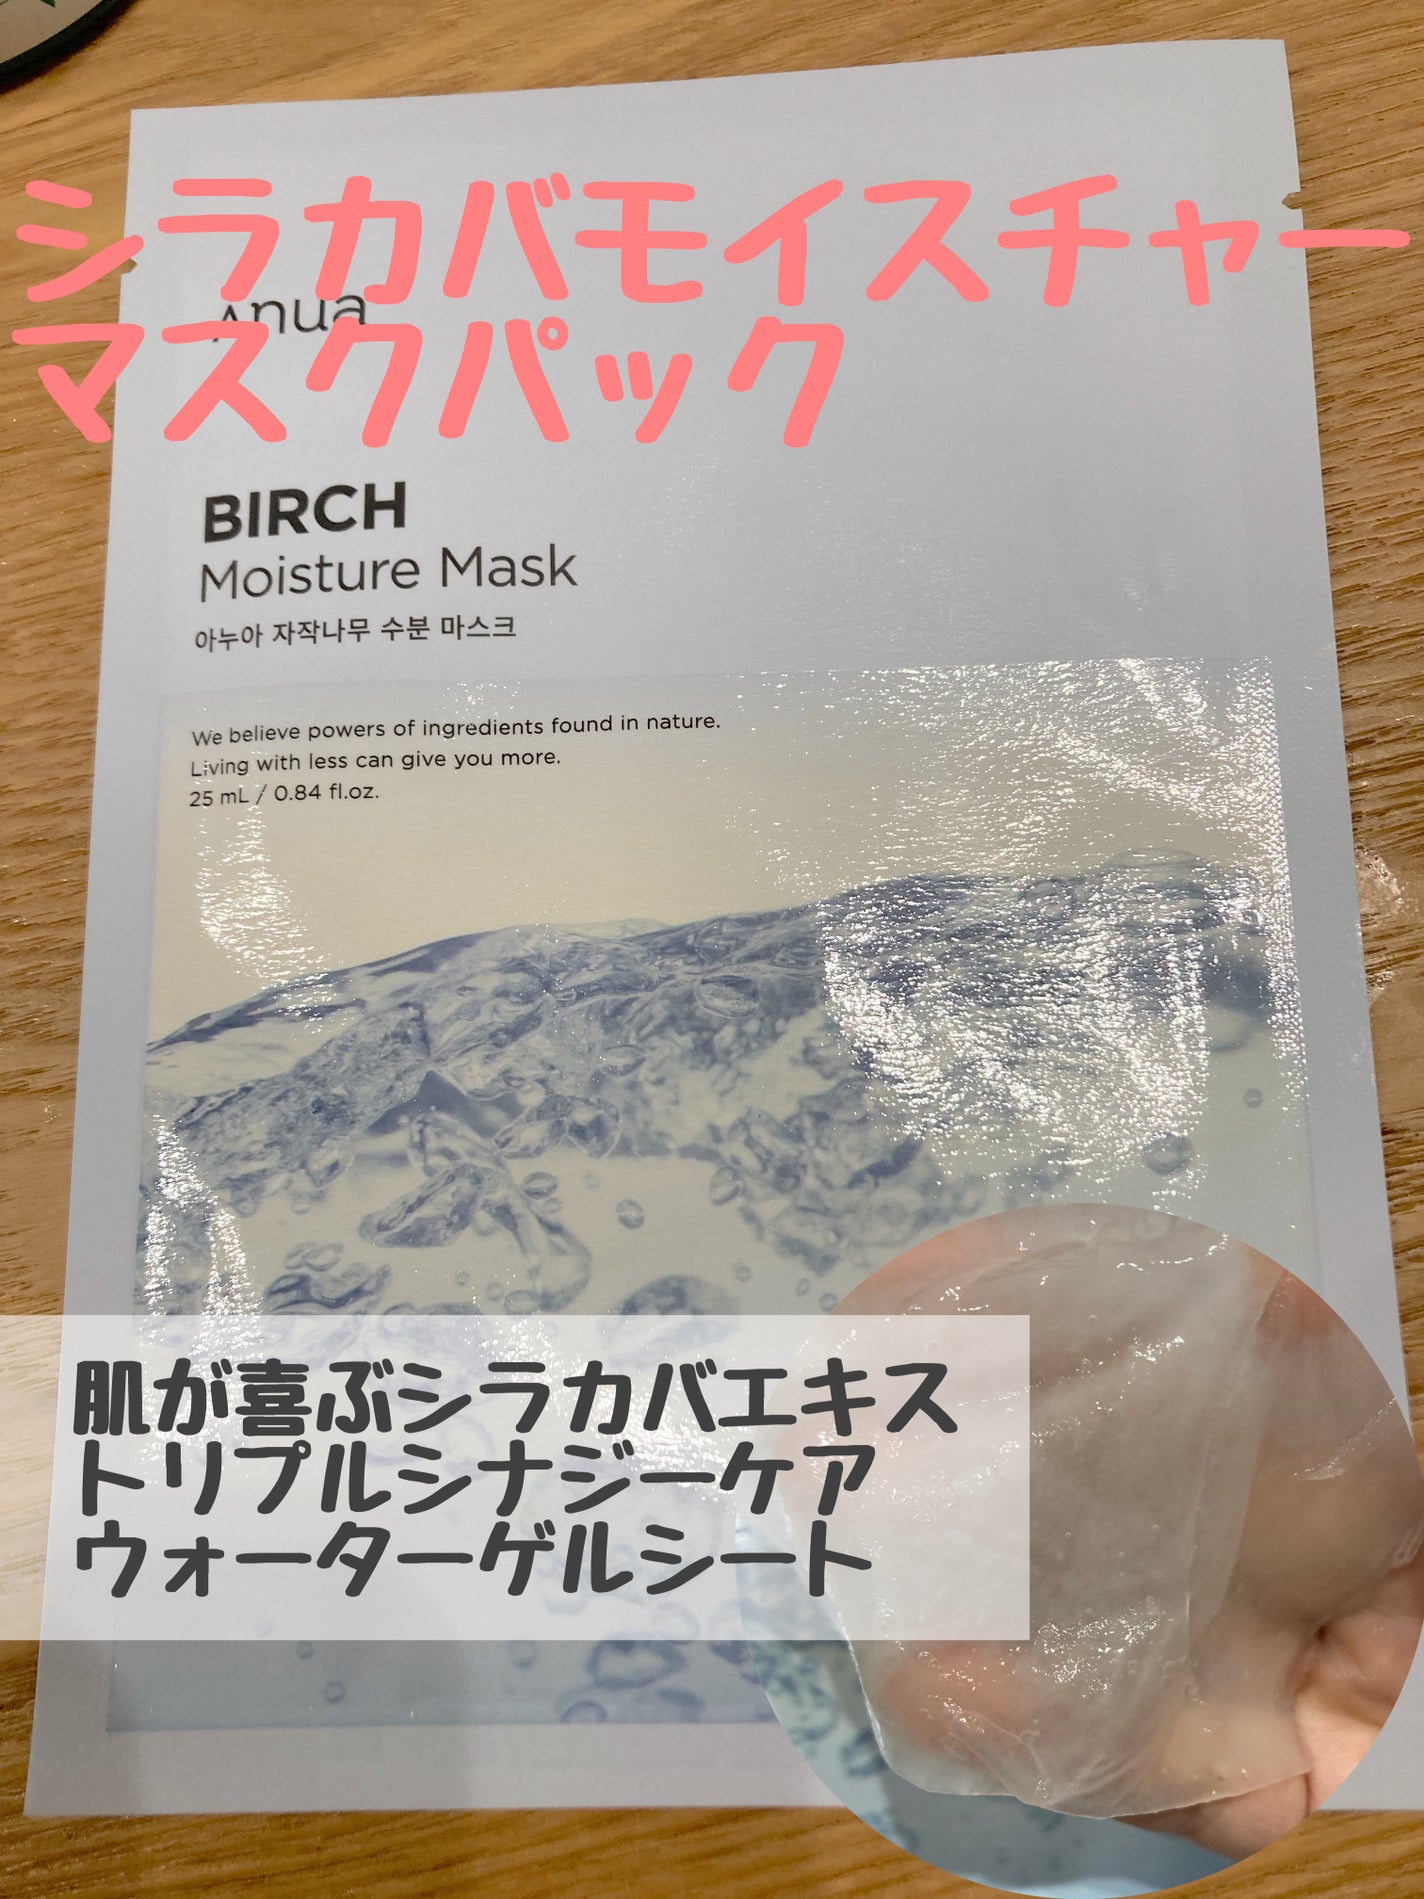 シラカバモイスチャー
Anua
マスクパック
BIRCH
Moisture Mask
아누아 자작나무 수분 마스크
We believe powers of ingredients found in nature.
Living with less can give you more.
25 mL / 0.84 fl.oz.
肌が喜ぶシラカバエキス
トリプルシナジーケア
ウォーターゲルシート